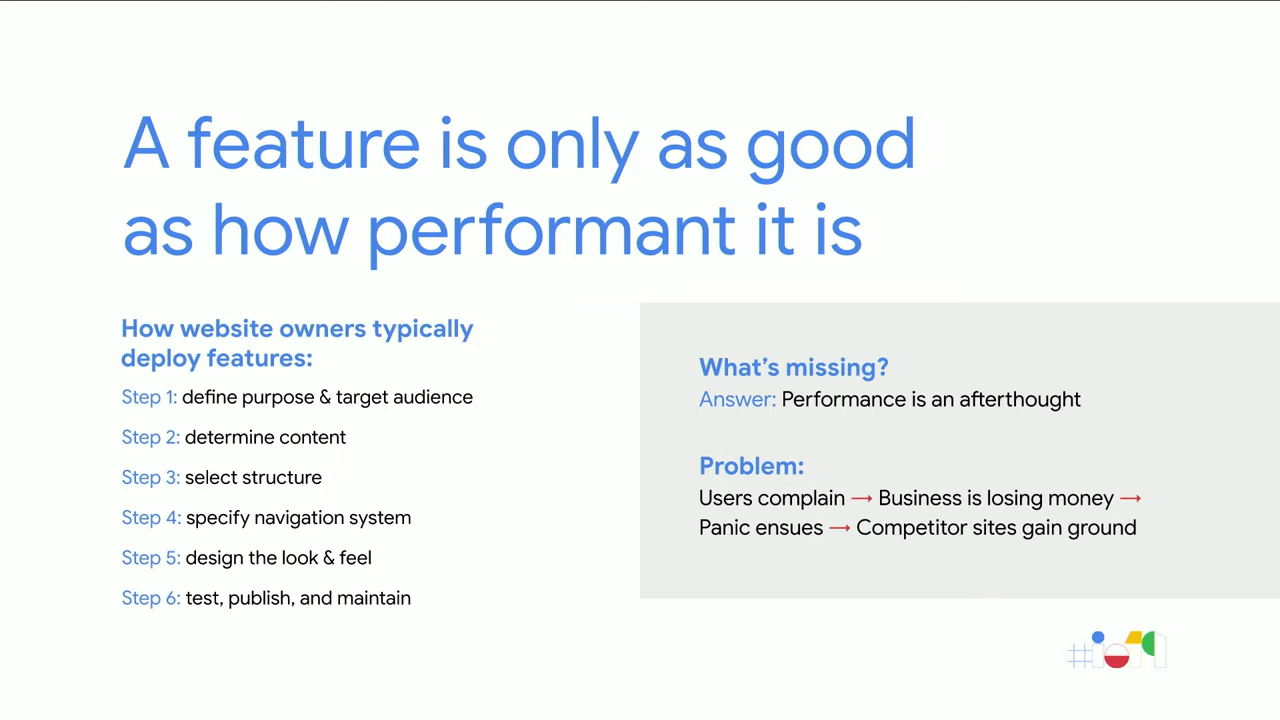 A feature is only as good
as how performant it is
How website owners typically
deploy features:
Step 1: define purpose & target audience
Step 2: determine content
Step 3: select structure
Step 4: specify navigation system
Step 5: design the look & feel
Step 6: test, publish, and maintain
What's missing?
Answer: Performance is an afterthought
Problem:
Users complain → Business is losing money →
Panic ensues → Competitor sites gain ground
#io19